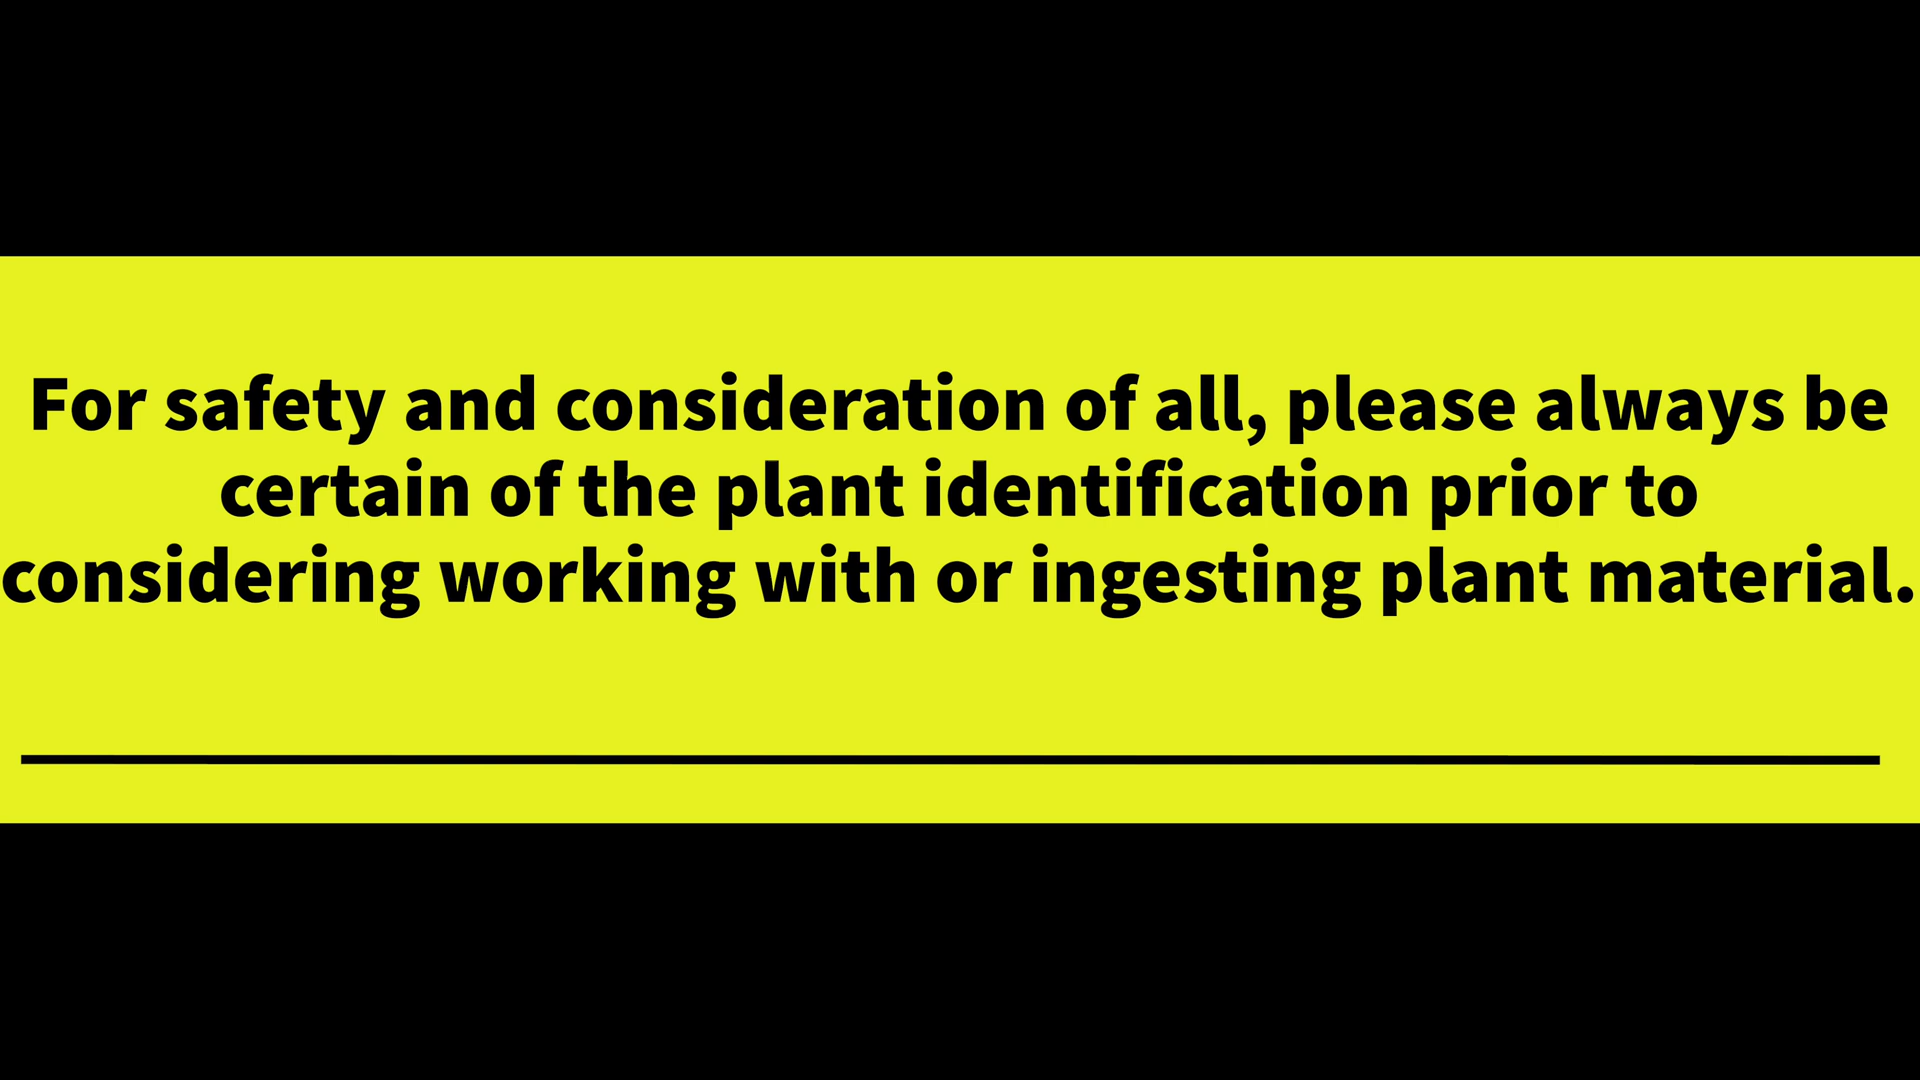 For safety and consideration of all, please always be
certain of the plant identification prior to
considering working with or ingesting plant material.